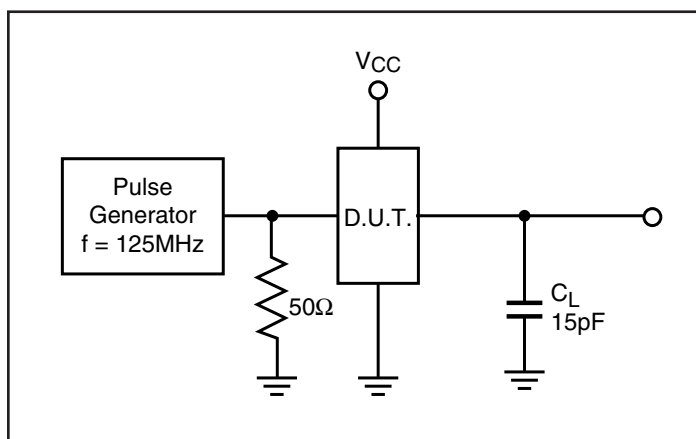 VCC
Pulse
Generator
f = 125MHz
D.U.T.
50Ω
CL
15pF